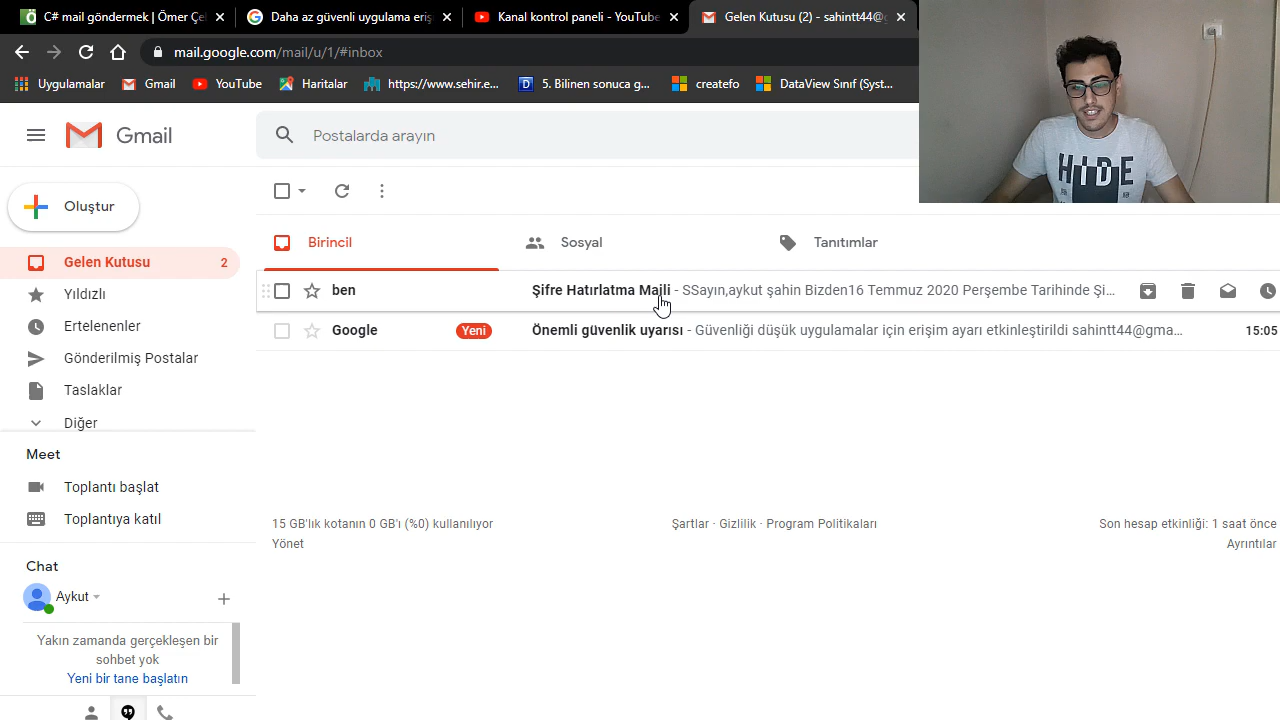 C# mail göndermek | Ömer Çel
Daha az güvenli uygulama eriş
Kanal kontrol paneli - YouTube
Gelen Kutusu (2) - sahintt44@g
mail.google.com/mail/u/1/#inbox
Uygulamalar
Gmail
YouTube
Haritalar
https://www.sehir.e...
5. Bilinen sonuca g...
createfo
DataView Sınıf (Syst...
Gmail
Postalarda arayın
HIDE
Oluştur
Birincil
Sosyal
Tanıtımlar
Gelen Kutusu 2
Yıldızlı
Ertelenenler
Gönderilmiş Postalar
Taslaklar
Diğer
ben Şifre Hatırlatma Maili - SSayın,aykut şahin Bizden16 Temmuz 2020 Perşembe Tarihinde Şi...
Google Yeni Önemli güvenlik uyarısı - Güvenliği düşük uygulamalar için erişim ayarı etkinleştirildi sahintt44@gma... 15:05
Meet
Toplantı başlat
Toplantıya katıl
15 GB'lık kotanın 0 GB'ı (%0) kullanılıyor
Yönet
Şartlar · Gizlilik · Program Politikaları
Son hesap etkinliği: 1 saat önce
Ayrıntılar
Chat
Aykut
Yakın zamanda gerçekleşen bir
sohbet yok
Yeni bir tane başlatın